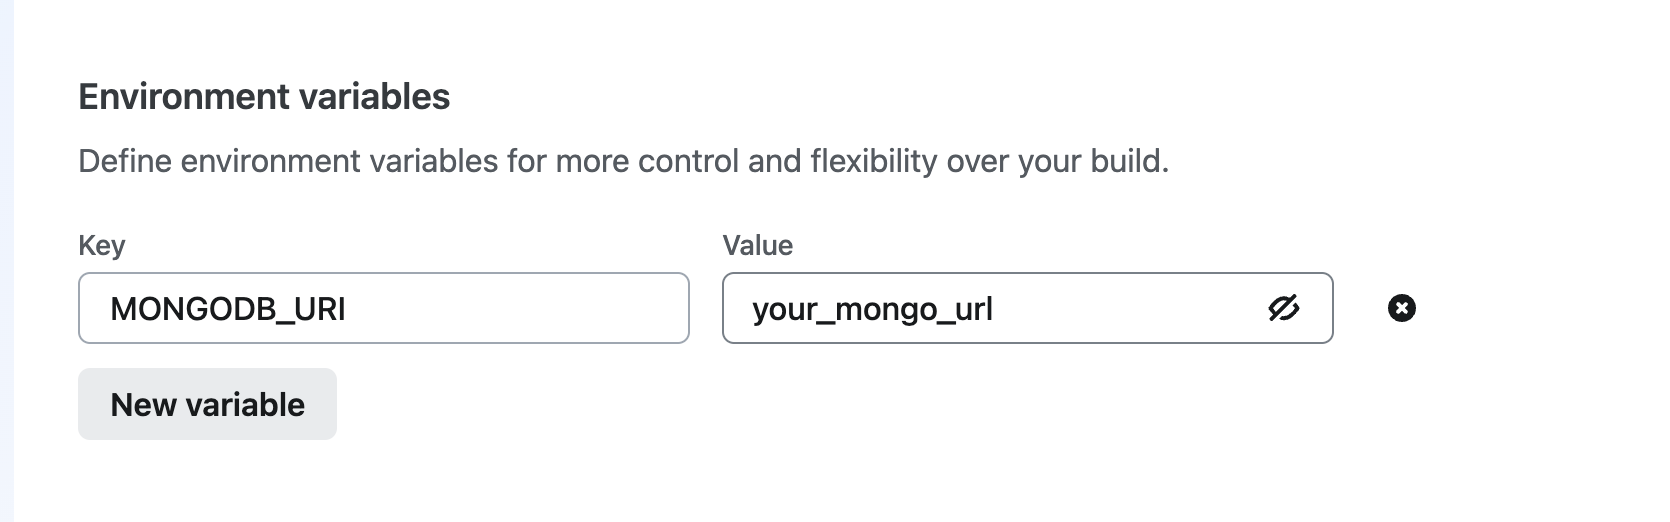 Environment variables
Define environment variables for more control and flexibility over your build.
Key
Value
MONGODB_URI
your_mongo_url
New variable